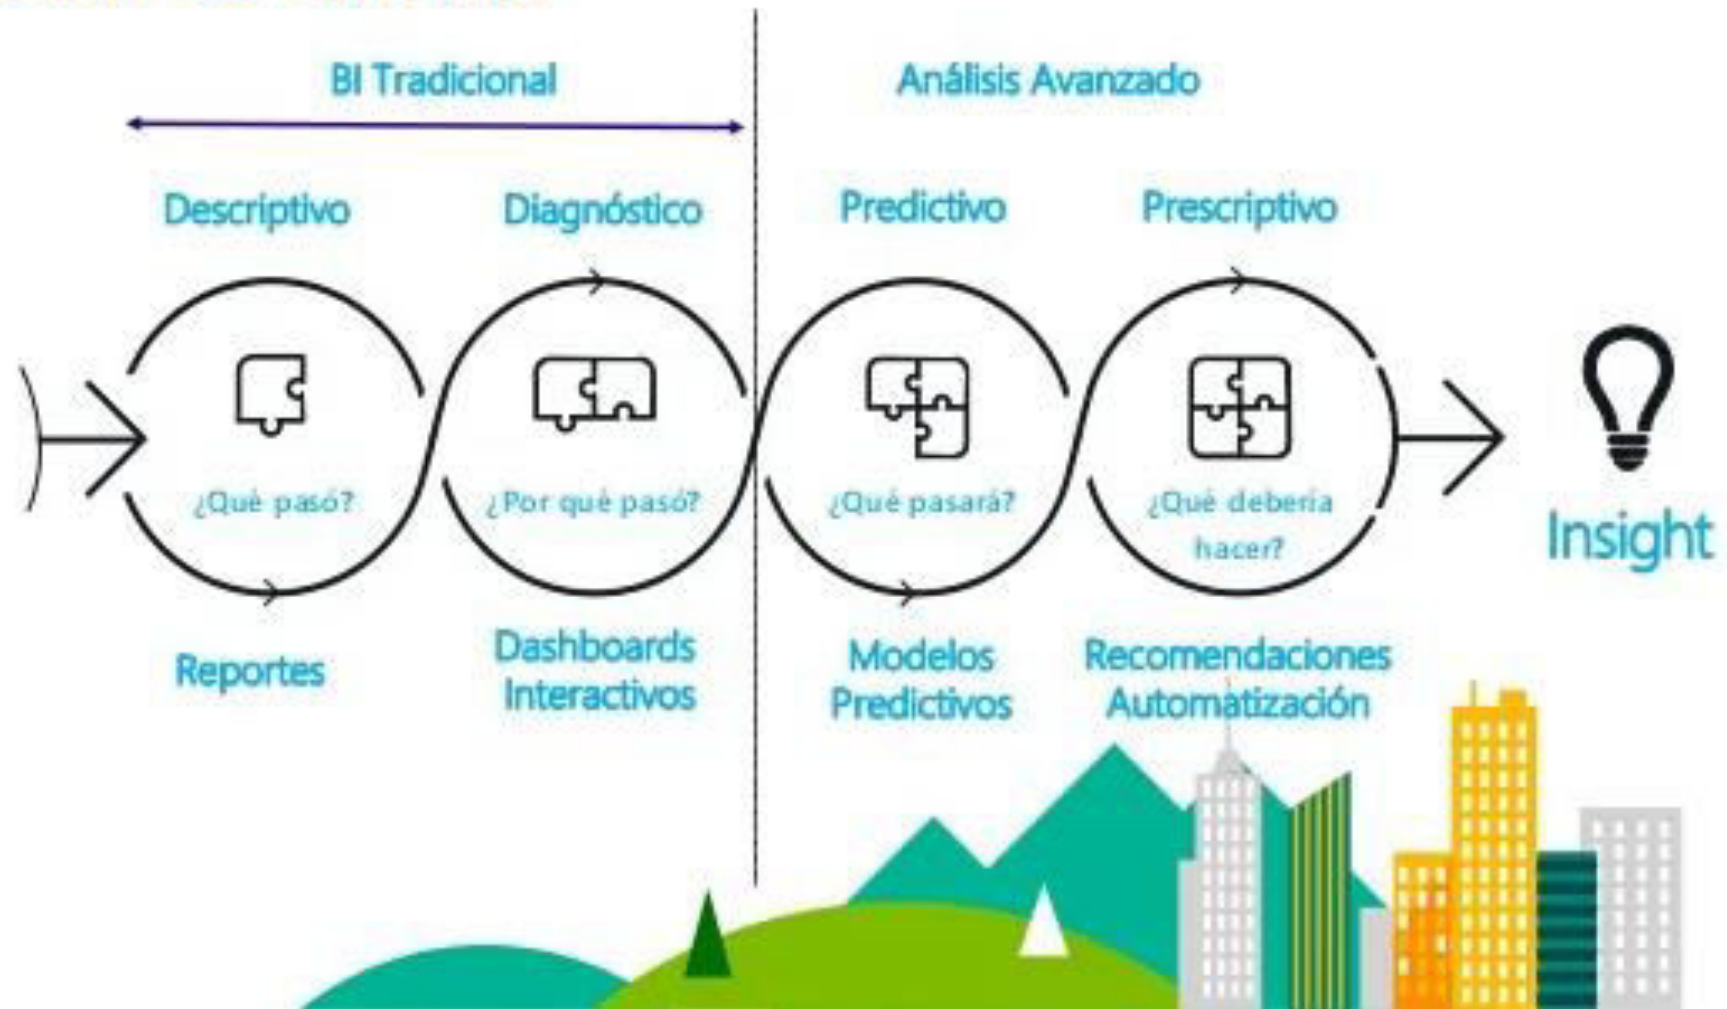 BI Tradicional
Análisis Avanzado
Descriptivo
Diagnóstico
Predictivo
Prescriptivo
¿Qué pasó?
¿Por qué pasó?
¿Qué pasará?
¿Qué debería
hacer?
Insight
Reportes
Dashboards
Interactivos
Modelos
Predictivos
Recomendaciones
Automatización